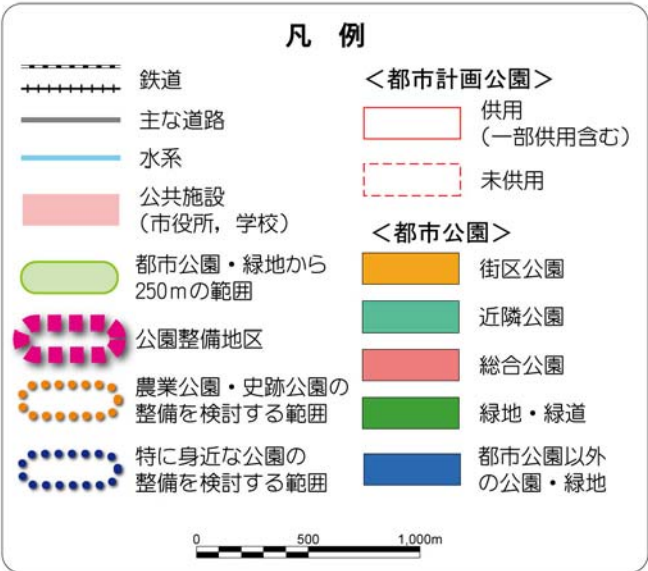 凡 例
鉄道
主な道路
水系
公共施設
(市役所，学校)
都市公園・緑地から
250mの範囲
公園整備地区
農業公園・史跡公園の
整備を検討する範囲
特に身近な公園の
整備を検討する範囲
＜都市計画公園＞
供用
(一部供用含む)
未供用
＜都市公園＞
街区公園
近隣公園
総合公園
緑地・緑道
都市公園以外
の公園・緑地
0 500 1,000m